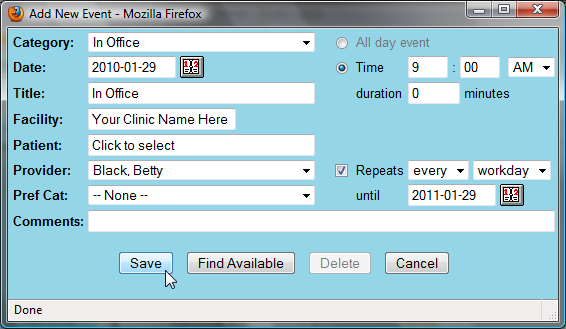 Add New Event - Mozilla Firefox
Category: In Office All day event
Date: 2010-01-29 Time 9 : 00 AM
Title: In Office duration 0 minutes
Facility: Your Clinic Name Here
Patient: Click to select
Provider: Black, Betty Repeats every workday
Pref Cat: -- None -- until 2011-01-29
Comments:
Save Find Available Delete Cancel
Done